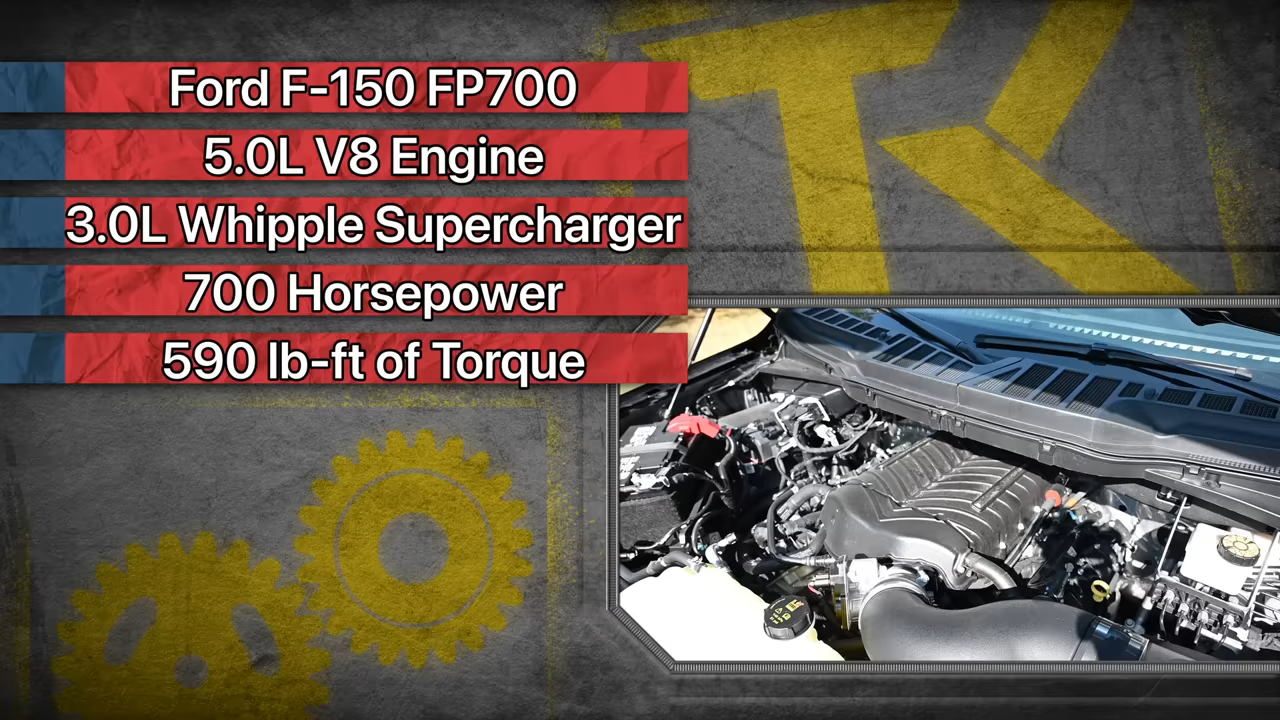 Ford F-150 FP700
5.0L V8 Engine
3.0L Whipple Supercharger
700 Horsepower
590 lb-ft of Torque